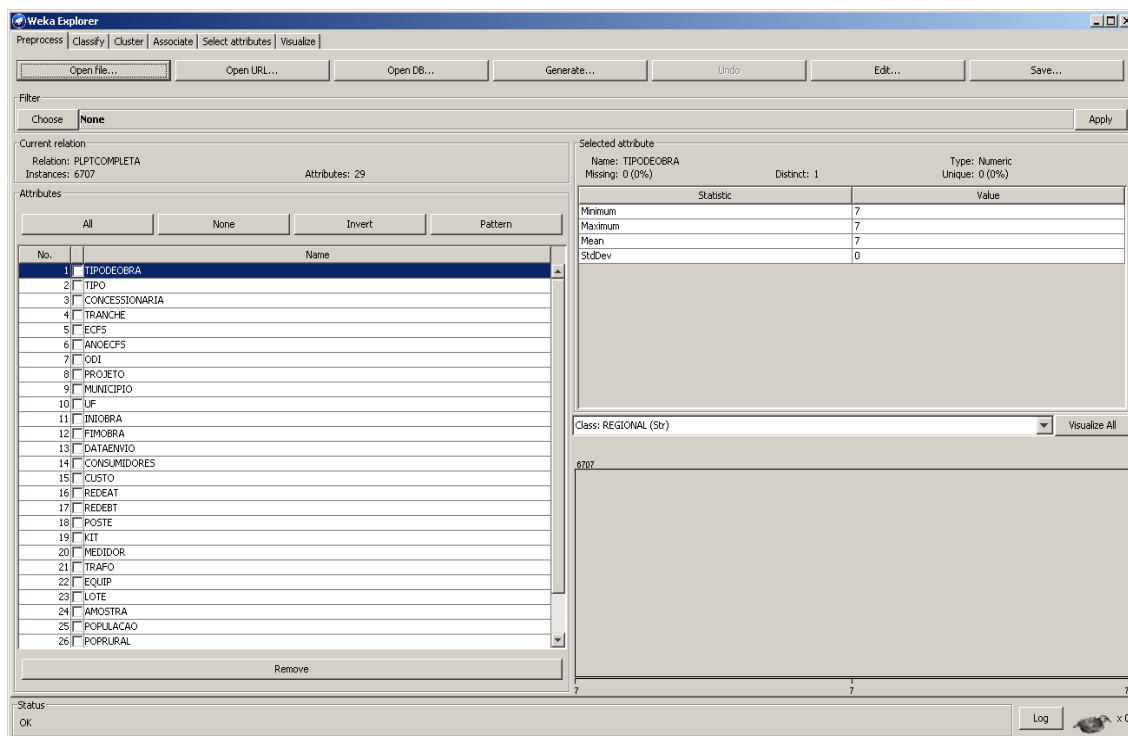 Weka Explorer
Preprocess Classify Cluster Associate Select attributes Visualize
Open file... Open URL... Open DB... Generate... Undo Edit... Save...
Filter
Choose None Apply
Current relation
Relation: PLPTCOMPLETA
Instances: 6707 Attributes: 29
Attributes
All None Invert Pattern
No. Name
1 TIPODEOBRA
2 TIPO
3 CONCESSIONARIA
4 TRANCHE
5 ECFS
6 ANOECFS
7 ODI
8 PROJETO
9 MUNICIPIO
10 UF
11 INIOBRA
12 FIMOBRA
13 DATAENVIO
14 CONSUMIDORES
15 CUSTO
16 REDEAT
17 REDEBT
18 POSTE
19 KIT
20 MEDIDOR
21 TRAFO
22 EQUIP
23 LOTE
24 AMOSTRA
25 POPULACAO
26 POPRURAL
Remove
Selected attribute
Name: TIPODEOBRA Type: Numeric
Missing: 0 (0%) Distinct: 1 Unique: 0 (0%)
Statistic Value
Minimum 7
Maximum 7
Mean 7
StdDev 0
Class: REGIONAL (Str) Visualize All
6707
7 7 7
Status
OK
Log x 0